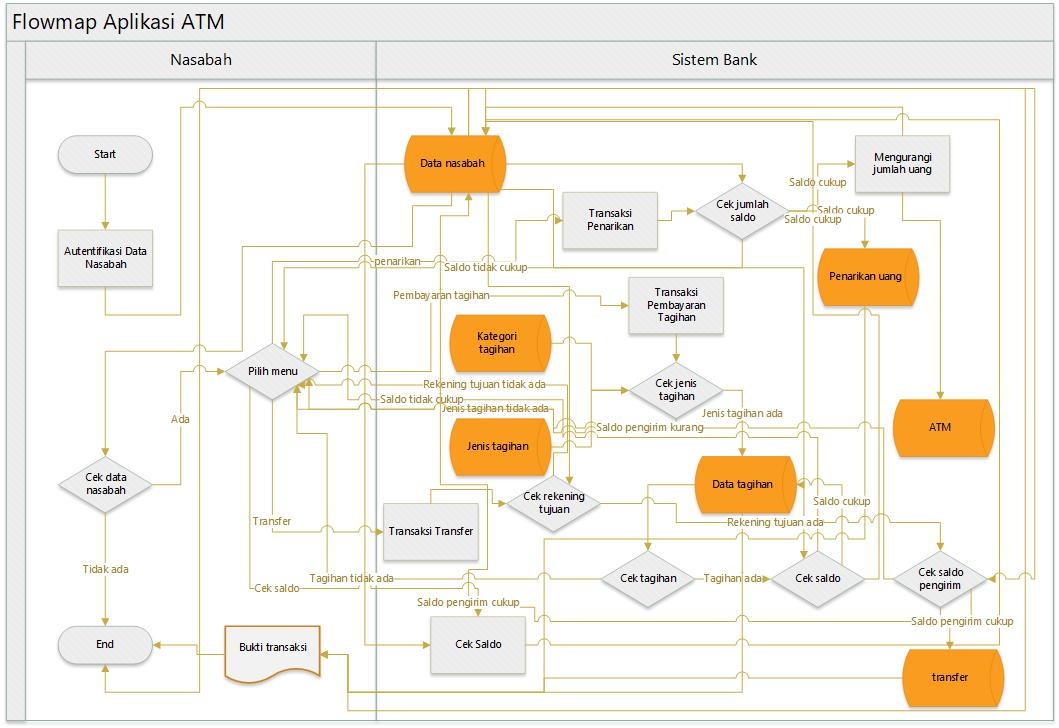 Flowmap Aplikasi ATM
Nasabah
Sistem Bank
Start
Data nasabah
Mengurangi
jumlah uang
Saldo cukup
Cek jumlah
saldo
Transaksi
Penarikan
Saldo cukup
Saldo cukup
Autentifikasi Data
Nasabah
penarikan
Saldo tidak cukup
Penarikan uang
Pembayaran tagihan
Transaksi
Pembayaran
Tagihan
Kategori
tagihan
Pilih menu
Rekening tujuan tidak ada
Cek jenis
tagihan
Saldo tidak cukup
Jenis tagihan tidak ada
Jenis tagihan ada
Ada
Saldo pengirim kurang
ATM
Jenis tagihan
Cek data
nasabah
Data tagihan
Cek rekening
tujuan
Saldo cukup
Transfer
Transaksi Transfer
Rekening tujuan ada
Tidak ada
Tagihan tidak ada
Cek tagihan
Tagihan ada
Cek saldo
Cek saldo
pengirim
Cek saldo
Saldo pengirim cukup
Saldo pengirim cukup
End
Bukti transaksi
Cek Saldo
transfer